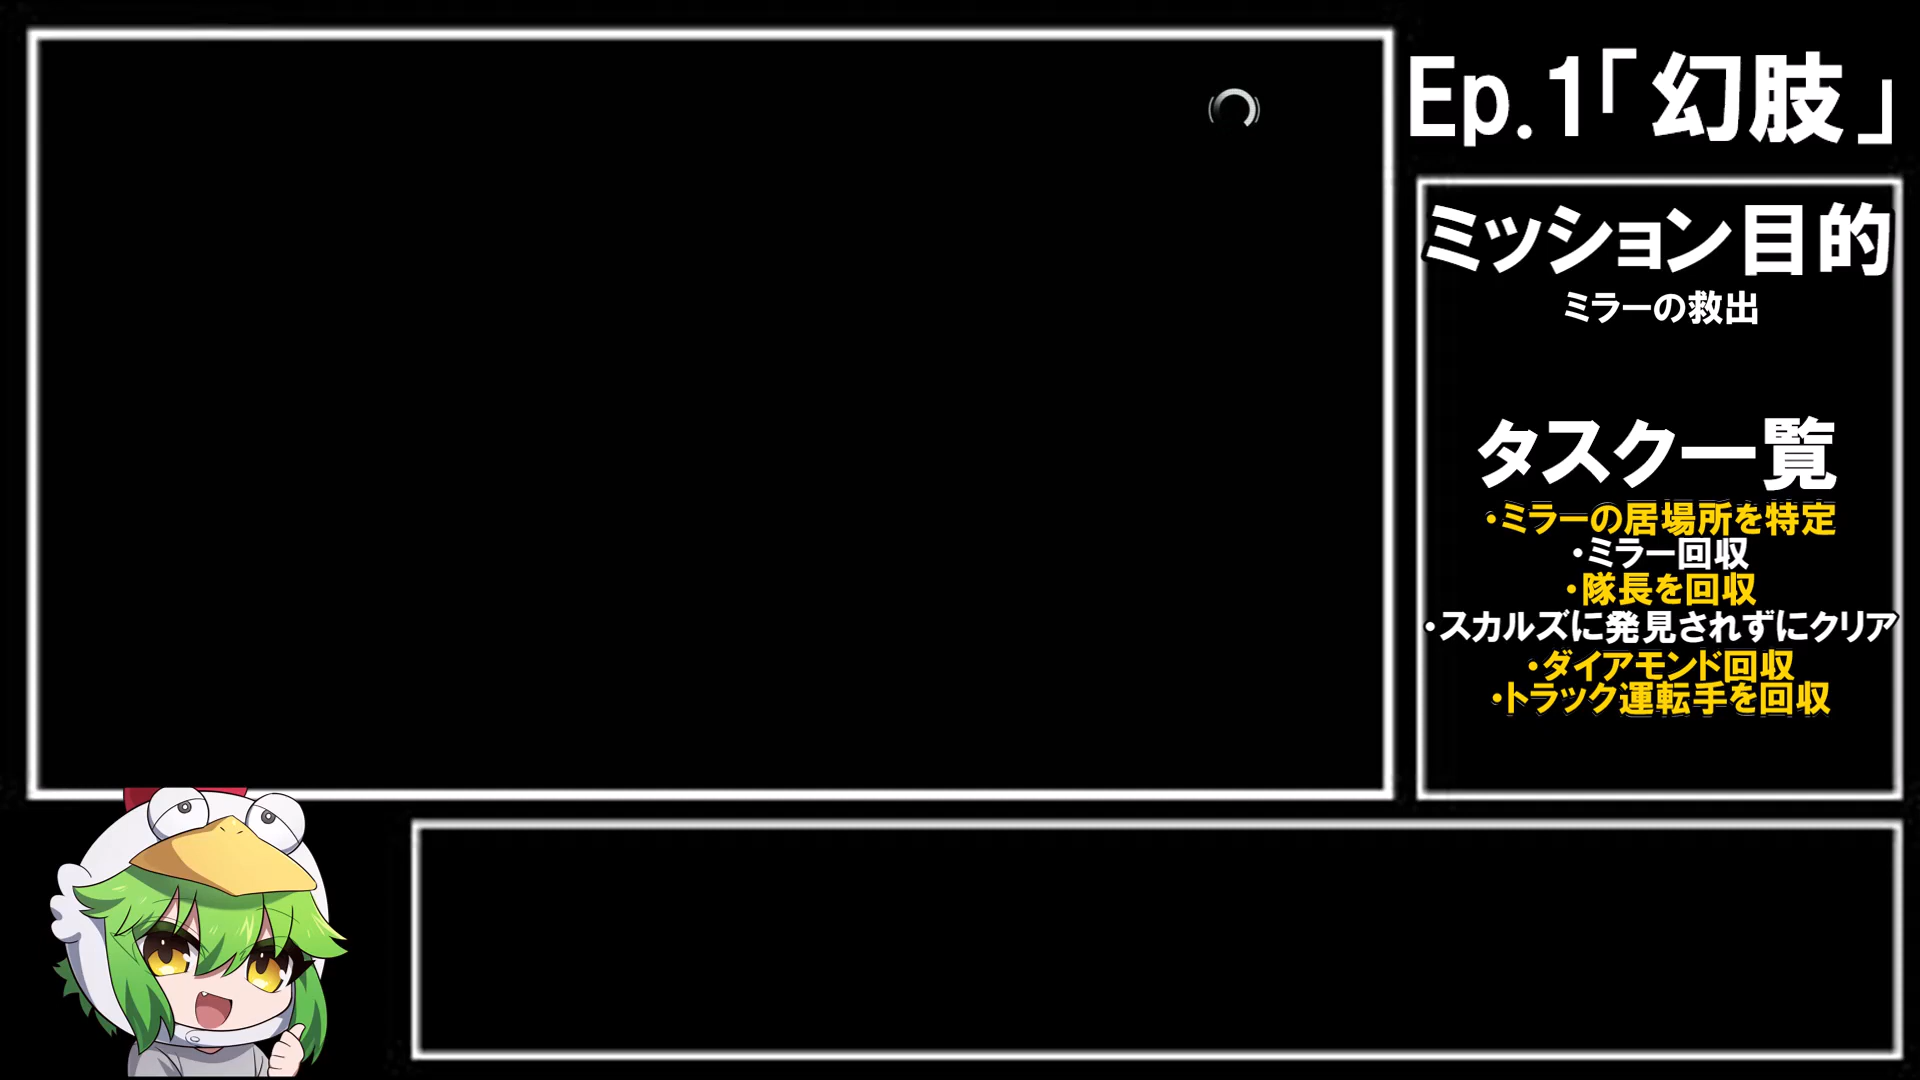 Ep.1「幻肢」
ミッション目的
ミラーの救出
タスク一覧
・ミラーの居場所を特定
・ミラー回収
・隊長を回収
・スカルズに発見されずにクリア
・ダイアモンド回収
・トラック運転手を回収